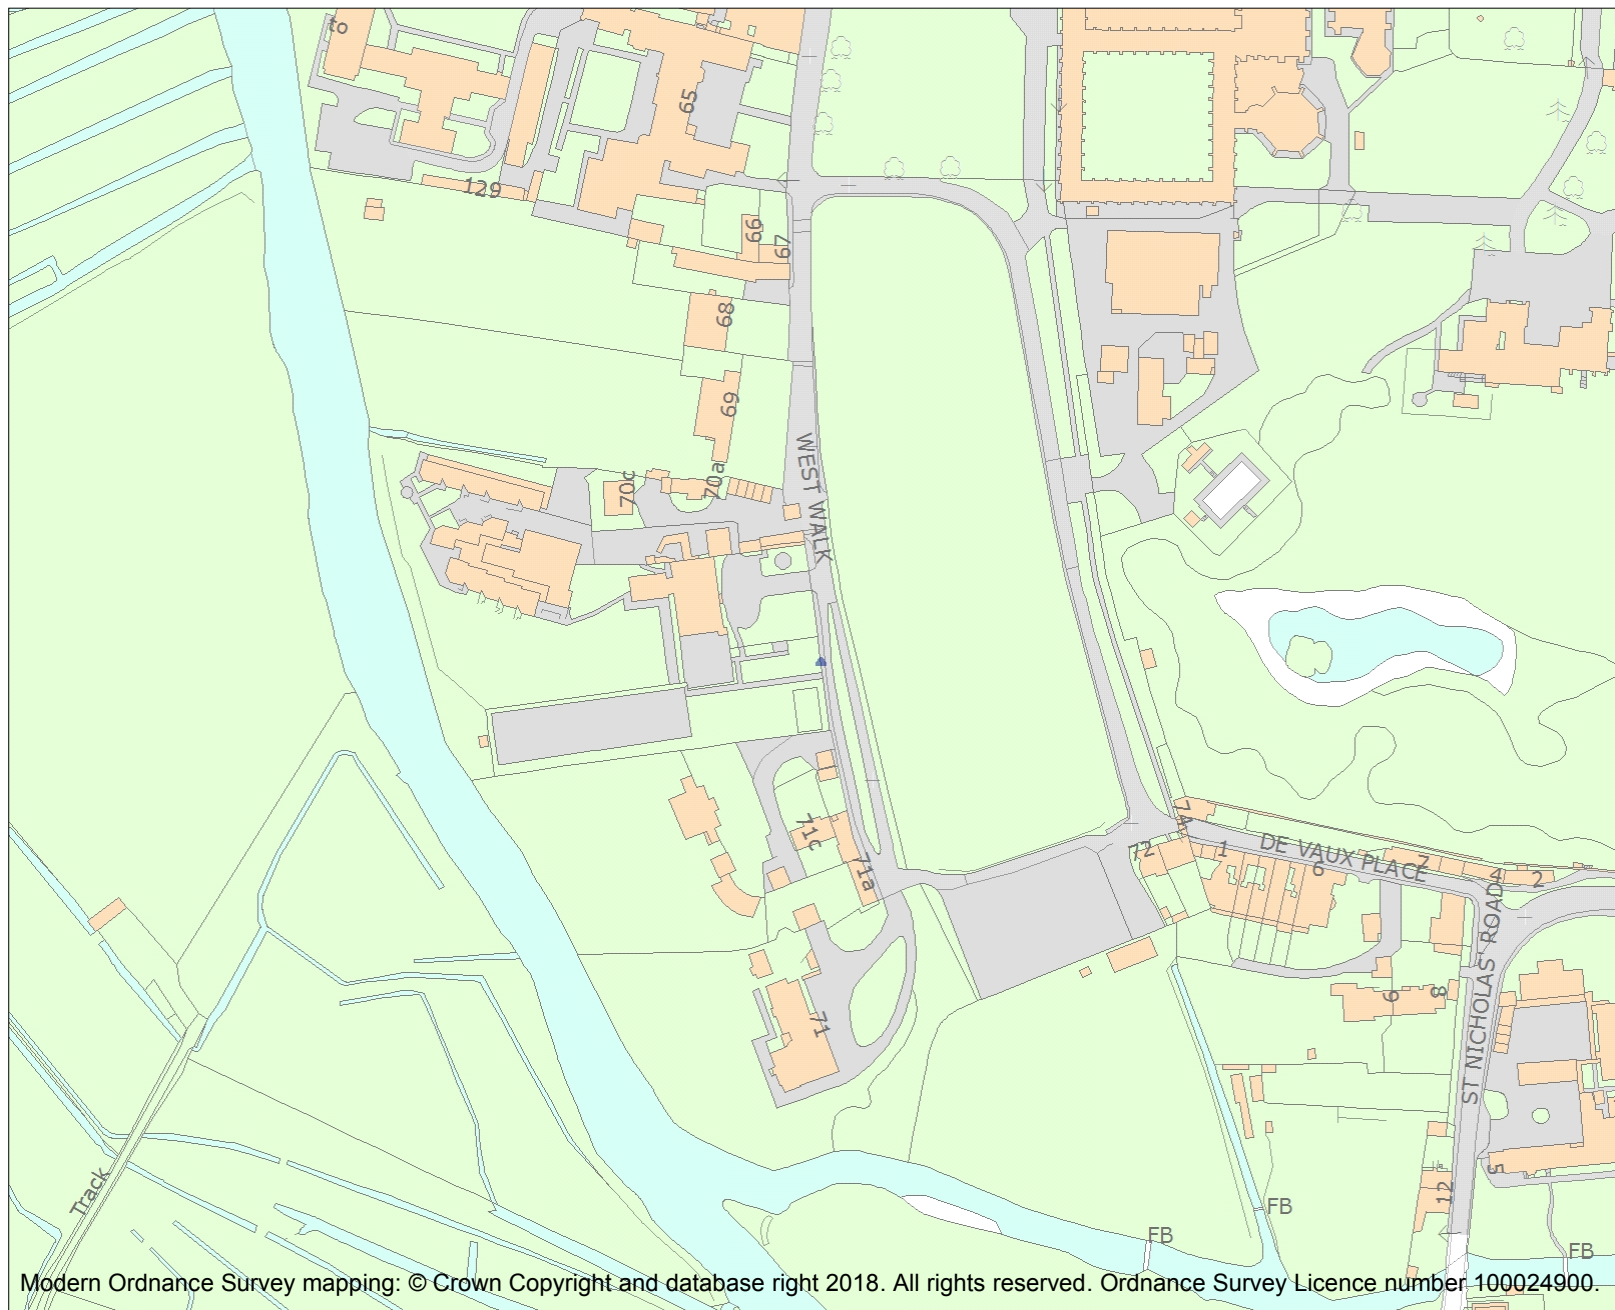 to
65
129
66
67
68
69
70c
70a
WEST WALK
71c
71a
71
72
7A
1
DE VAUX PLACE
6
7
4
2
ST NICHOLAS' ROAD
9
8
5
12
Track
FB
FB
FB
Modern Ordnance Survey mapping: © Crown Copyright and database right 2018. All rights reserved. Ordnance Survey Licence number 100024900.